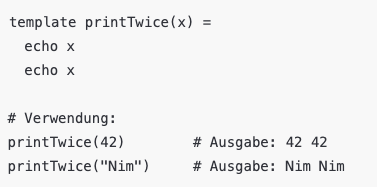 template printTwice(x) =
  echo x
  echo x

# Verwendung:
printTwice(42)        # Ausgabe: 42 42
printTwice("Nim")     # Ausgabe: Nim Nim